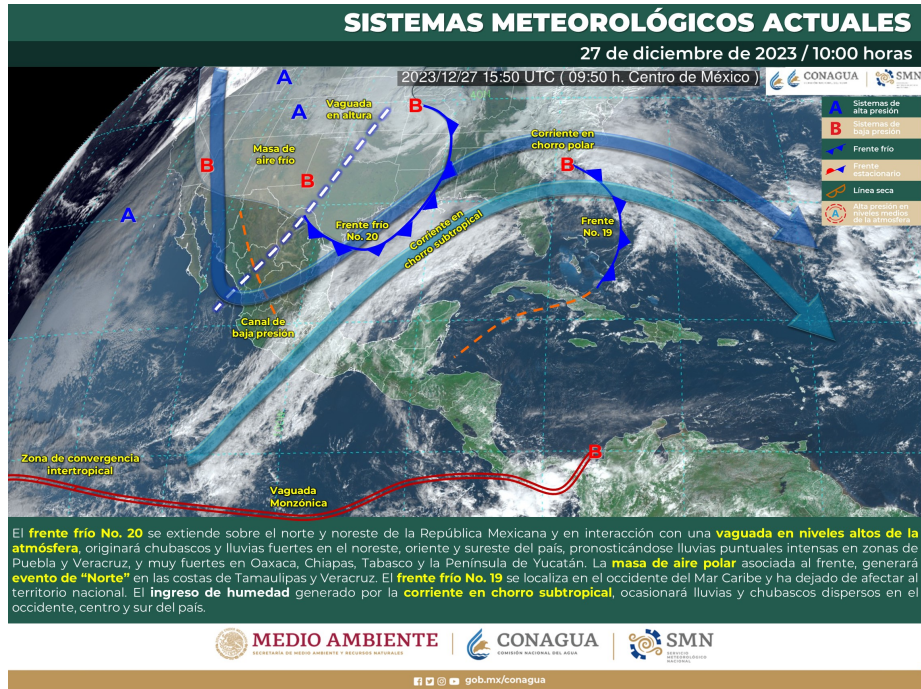 SISTEMAS METEOROLÓGICOS ACTUALES
27 de diciembre de 2023 / 10:00 horas
2023/12/27 15:50 UTC ( 09:50 h. Centro de México )
CONAGUA
SMN
A
A
A
B
B
B
B
B
40N
Vaguada
en altura
Masa de
aire frío
Corriente en
chorro polar
Frente frío
No. 20
Corriente en
chorro subtropical
Frente
No. 19
Canal de
baja presión
Zona de convergencia
intertropical
Vaguada
Monzónica
A Sistemas de
alta presión
B Sistemas de
baja presión
Frente frío
Frente
estacionario
Línea seca
A Alta presión en
niveles medios
de la atmosfera
El frente frío No. 20 se extiende sobre el norte y noreste de la República Mexicana y en interacción con una vaguada en niveles altos de la
atmósfera, originará chubascos y lluvias fuertes en el noreste, oriente y sureste del país, pronosticándose lluvias puntuales intensas en zonas de
Puebla y Veracruz, y muy fuertes en Oaxaca, Chiapas, Tabasco y la Península de Yucatán. La masa de aire polar asociada al frente, generará
evento de “Norte” en las costas de Tamaulipas y Veracruz. El frente frío No. 19 se localiza en el occidente del Mar Caribe y ha dejado de afectar al
territorio nacional. El ingreso de humedad generado por la corriente en chorro subtropical, ocasionará lluvias y chubascos dispersos en el
occidente, centro y sur del país.
MEDIO AMBIENTE
SECRETARÍA DE MEDIO AMBIENTE Y RECURSOS NATURALES
CONAGUA
COMISIÓN NACIONAL DEL AGUA
SMN
SERVICIO
METEOROLÓGICO
NACIONAL
gob.mx/conagua